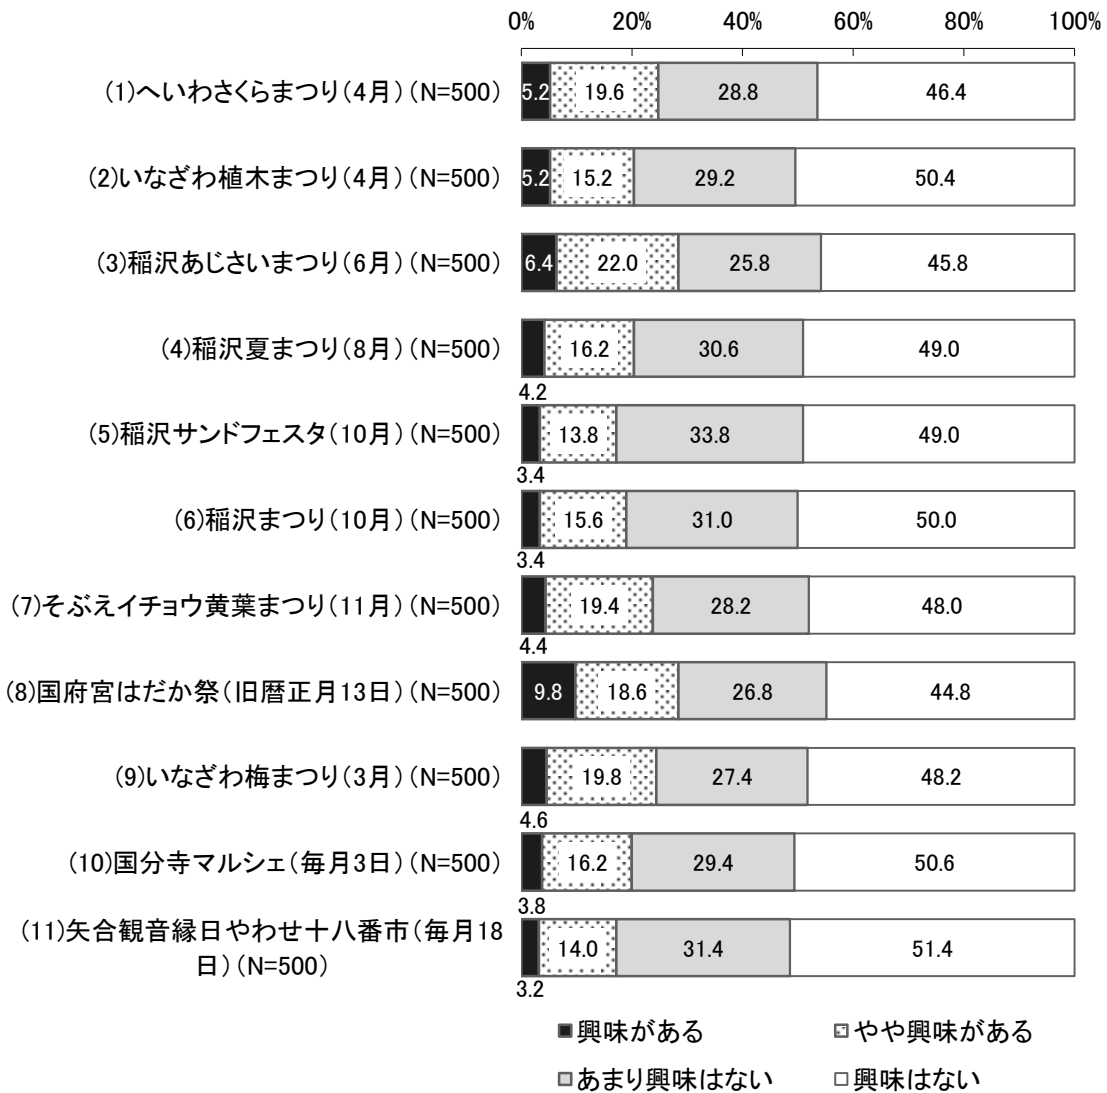 0% 20% 40% 60% 80% 100%
(1)へいわさくらまつり(4月)(N=500) 5.2 19.6 28.8 46.4
(2)いなざわ植木まつり(4月)(N=500) 5.2 15.2 29.2 50.4
(3)稲沢あじさいまつり(6月)(N=500) 6.4 22.0 25.8 45.8
(4)稲沢夏まつり(8月)(N=500) 16.2 30.6 49.0
4.2
(5)稲沢サンドフェスタ(10月)(N=500) 13.8 33.8 49.0
3.4
(6)稲沢まつり(10月)(N=500) 15.6 31.0 50.0
3.4
(7)そぶえイチョウ黄葉まつり(11月)(N=500) 19.4 28.2 48.0
4.4
(8)国府宮はだか祭(旧暦正月13日)(N=500) 9.8 18.6 26.8 44.8
(9)いなざわ梅まつり(3月)(N=500) 19.8 27.4 48.2
4.6
(10)国分寺マルシェ(毎月3日)(N=500) 16.2 29.4 50.6
3.8
(11)矢合観音縁日やわせ十八番市(毎月18
日)(N=500) 14.0 31.4 51.4
3.2
興味がある やや興味がある
あまり興味はない 興味はない